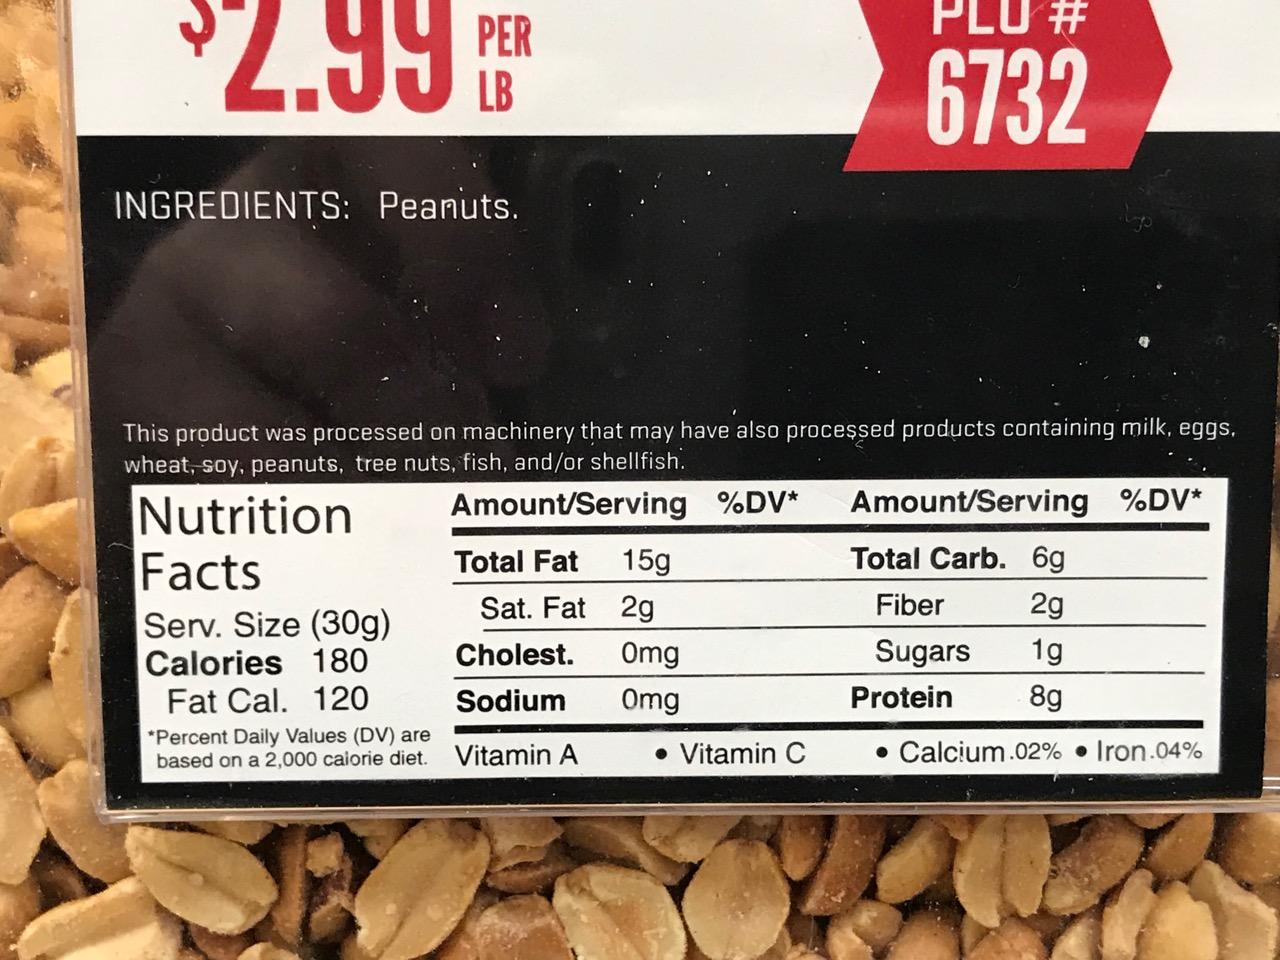 $2.99 PER LB
PLU #
6732
INGREDIENTS: Peanuts.
This product was processed on machinery that may have also processed products containing milk, eggs,
wheat, soy, peanuts, tree nuts, fish, and/or shellfish.
Nutrition
Facts
Serv. Size (30g)
Calories 180
Fat Cal. 120
*Percent Daily Values (DV) are
based on a 2,000 calorie diet.
Amount/Serving %DV* Amount/Serving %DV*
Total Fat 15g Total Carb. 6g
Sat. Fat 2g Fiber 2g
Cholest. 0mg Sugars 1g
Sodium 0mg Protein 8g
Vitamin A • Vitamin C • Calcium .02% • Iron .04%